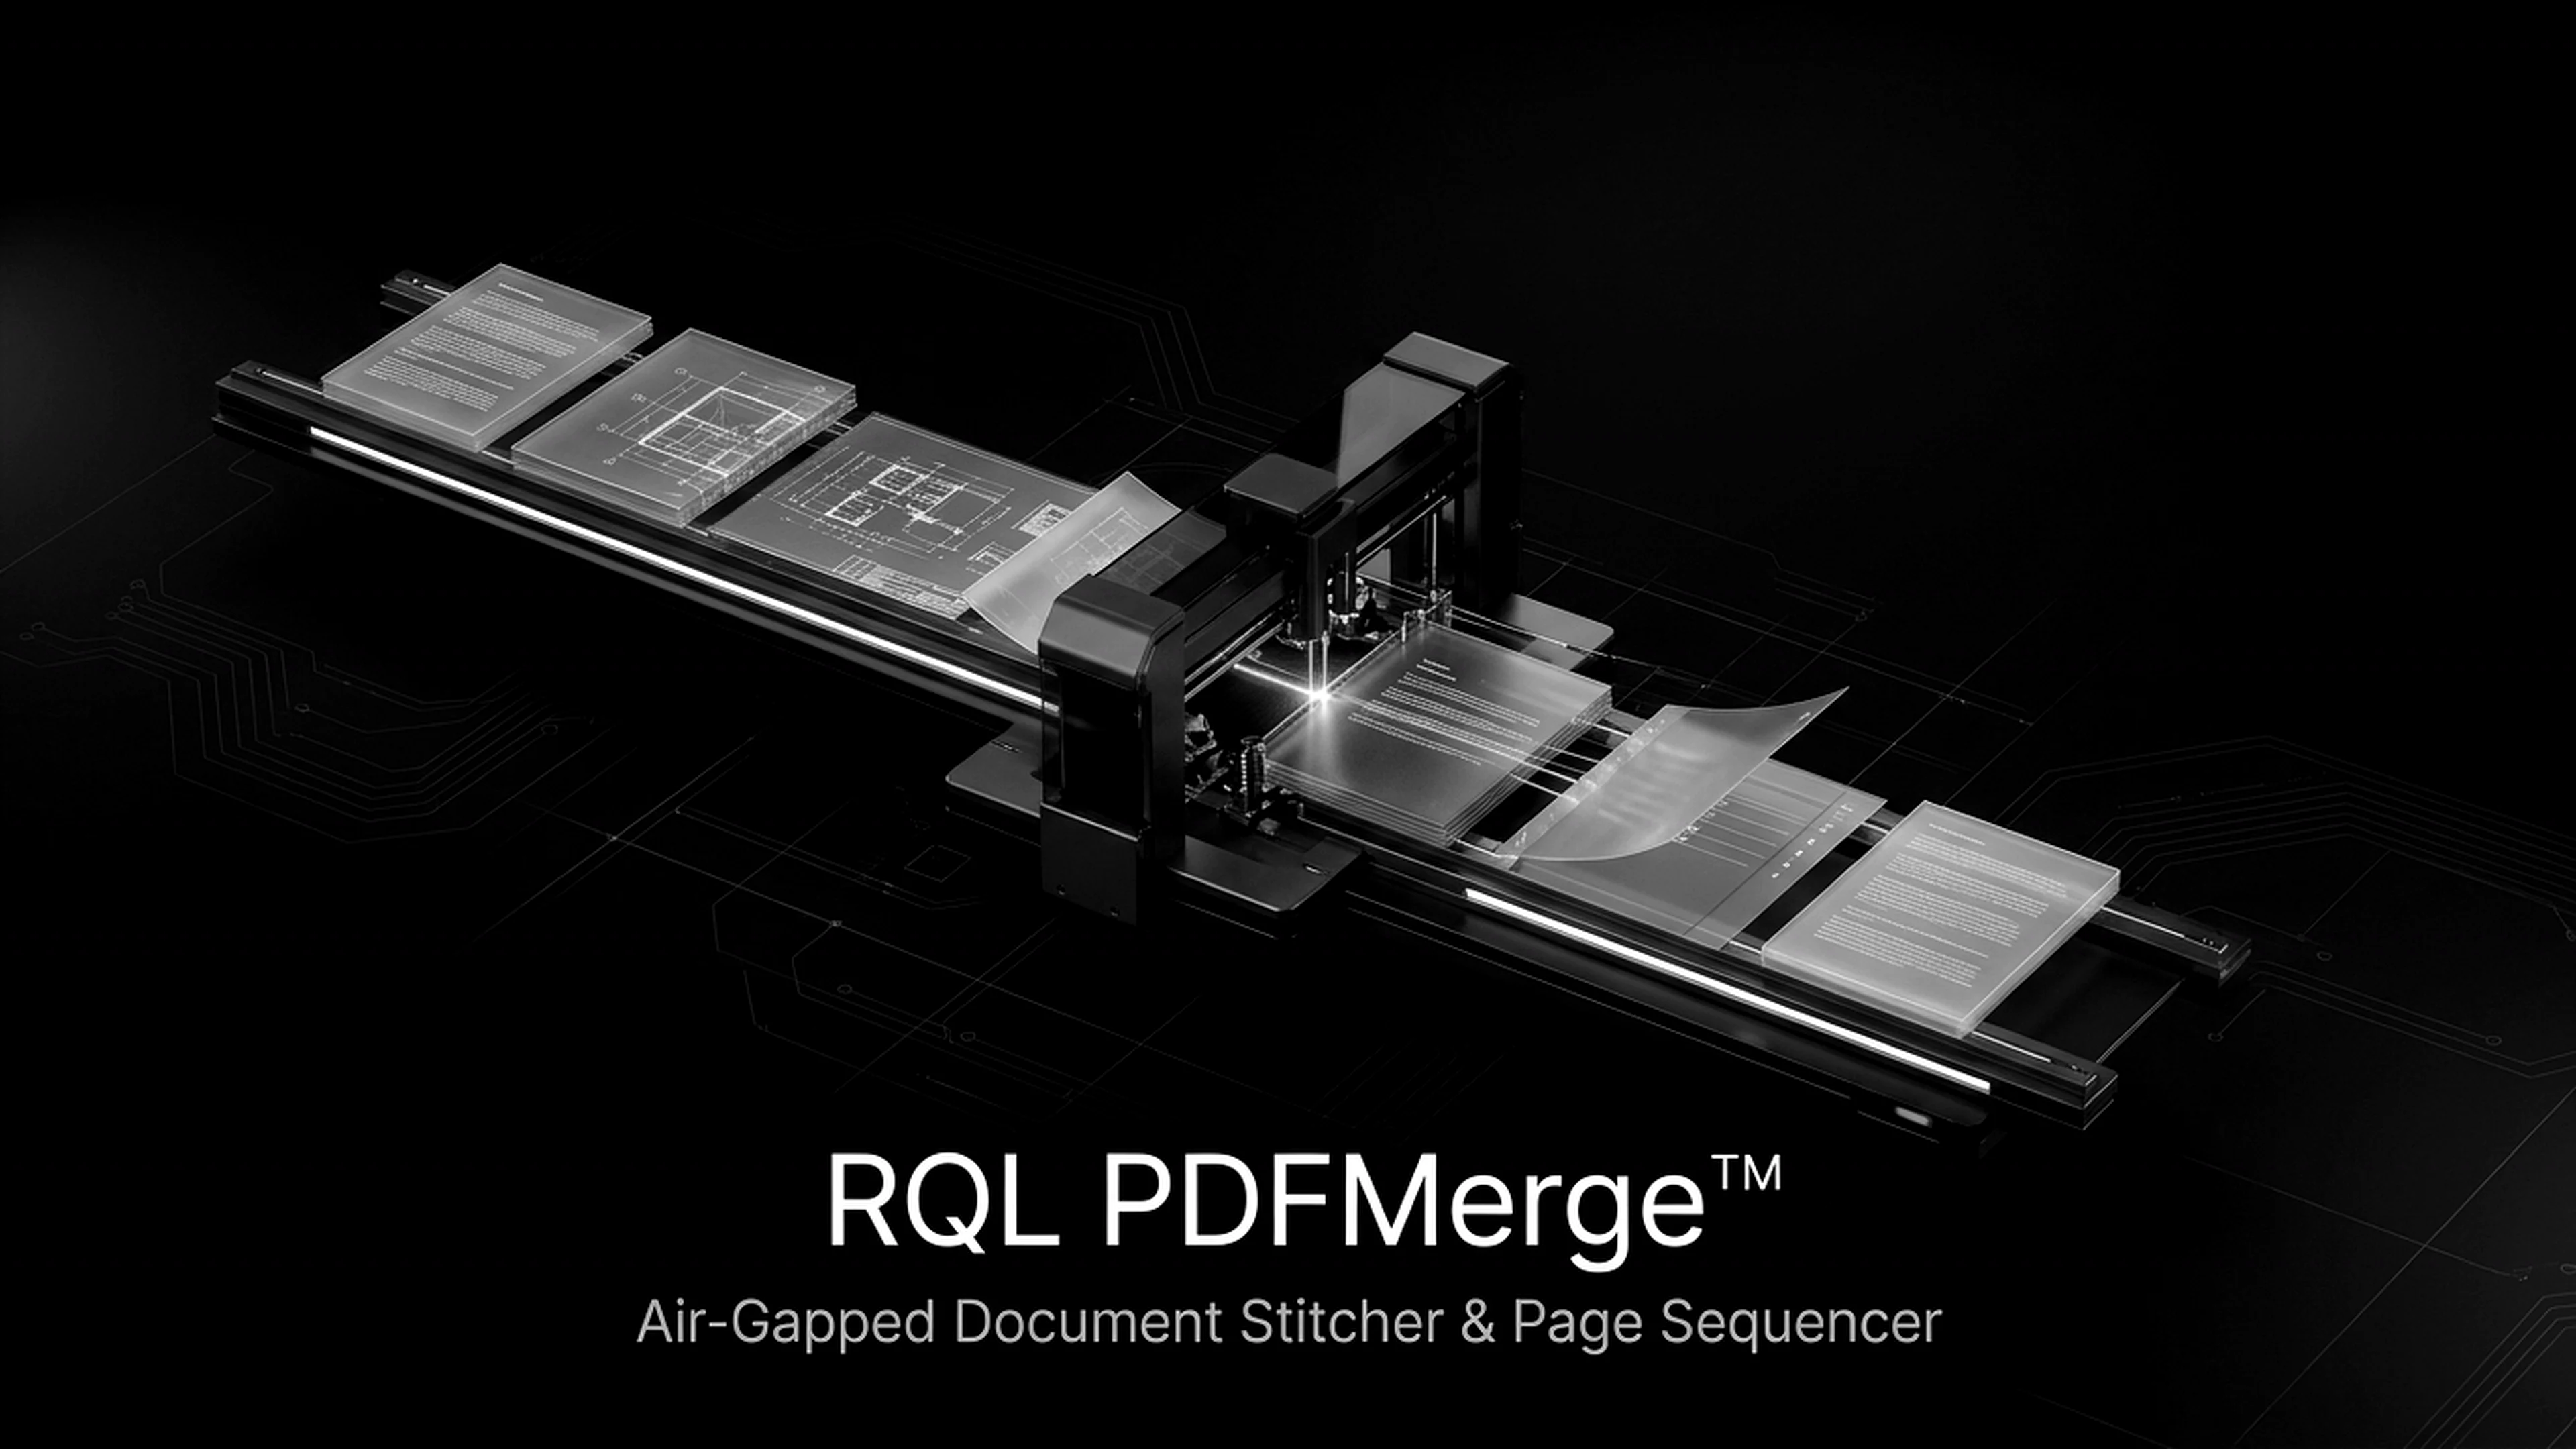 RQL PDFMerge™
Air-Gapped Document Stitcher & Page Sequencer